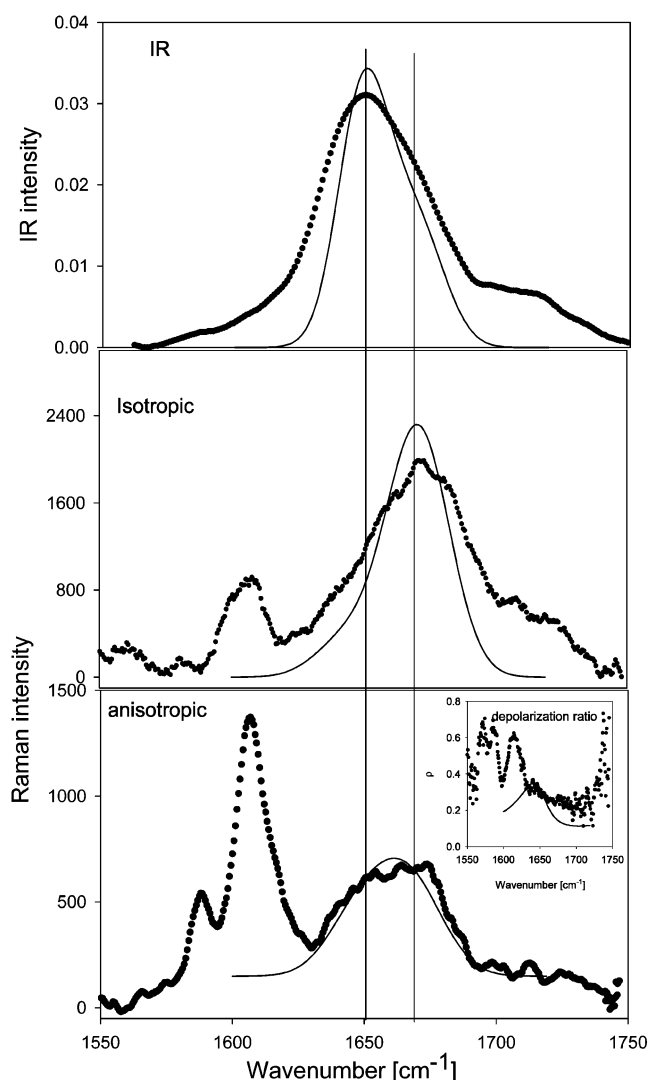 0.04
IR
0.03
0.02
0.01
0.00
IR intensity
Isotropic
2400
1600
800
0
Raman intensity
1500
anisotropic
1000
500
0
0.8
depolarization ratio
0.6
0.4
0.2
0.0
ρ
1550 1600 1650 1700 1750
Wavenumber [cm-1]
1550 1600 1650 1700 1750
Wavenumber [cm-1]